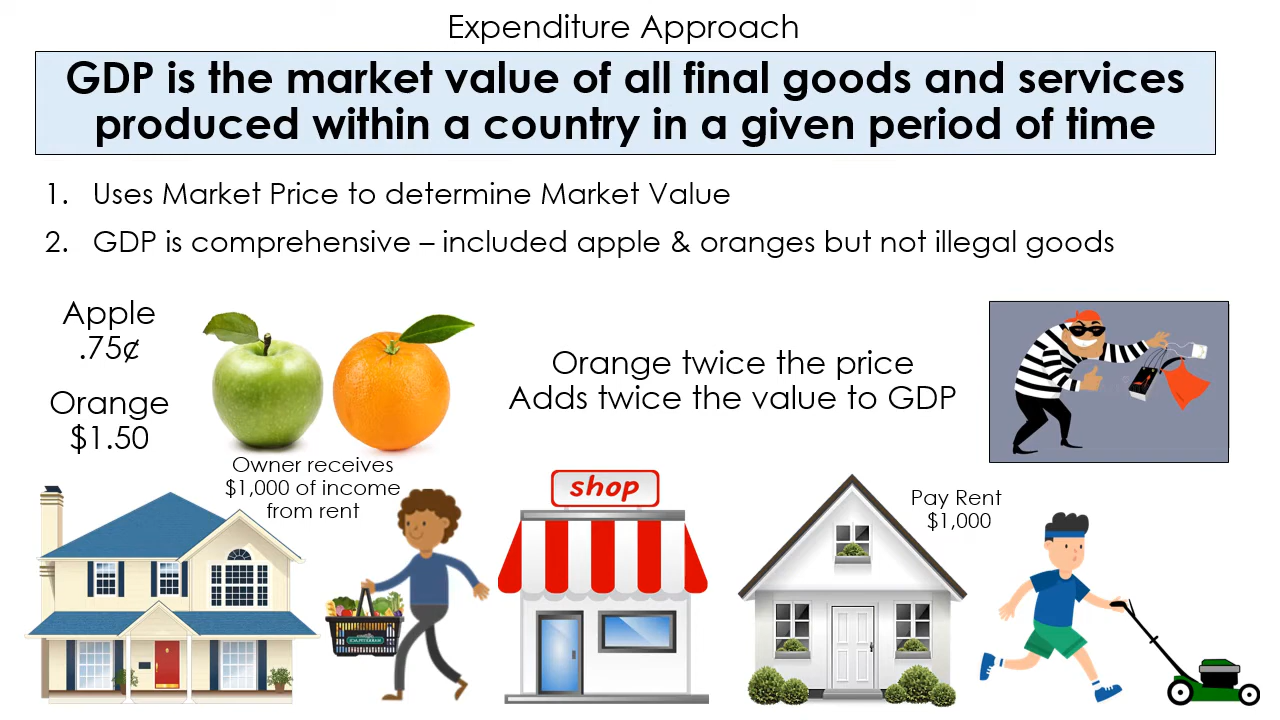 Expenditure Approach
GDP is the market value of all final goods and services
produced within a country in a given period of time
1. Uses Market Price to determine Market Value
2. GDP is comprehensive – included apple & oranges but not illegal goods
Apple
.75¢
Orange
$1.50
Orange twice the price
Adds twice the value to GDP
Owner receives
$1,000 of income
from rent
shop
Pay Rent
$1,000